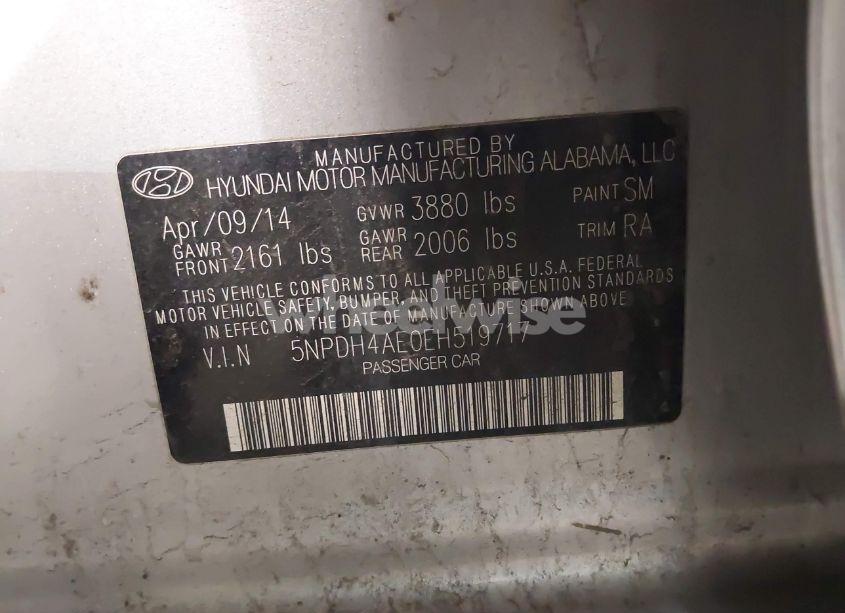 MANUFACTURED BY
HYUNDAI MOTOR MANUFACTURING ALABAMA, LLC
Apr/09/14 GVWR 3880 lbs PAINT SM
GAWR FRONT 2161 lbs GAWR REAR 2006 lbs TRIM RA
THIS VEHICLE CONFORMS TO ALL APPLICABLE U.S.A. FEDERAL
MOTOR VEHICLE SAFETY, BUMPER, AND THEFT PREVENTION STANDARDS
IN EFFECT ON THE DATE OF MANUFACTURE SHOWN ABOVE
V.I.N 5NPDH4AE0EH519717
PASSENGER CAR
wheelwise